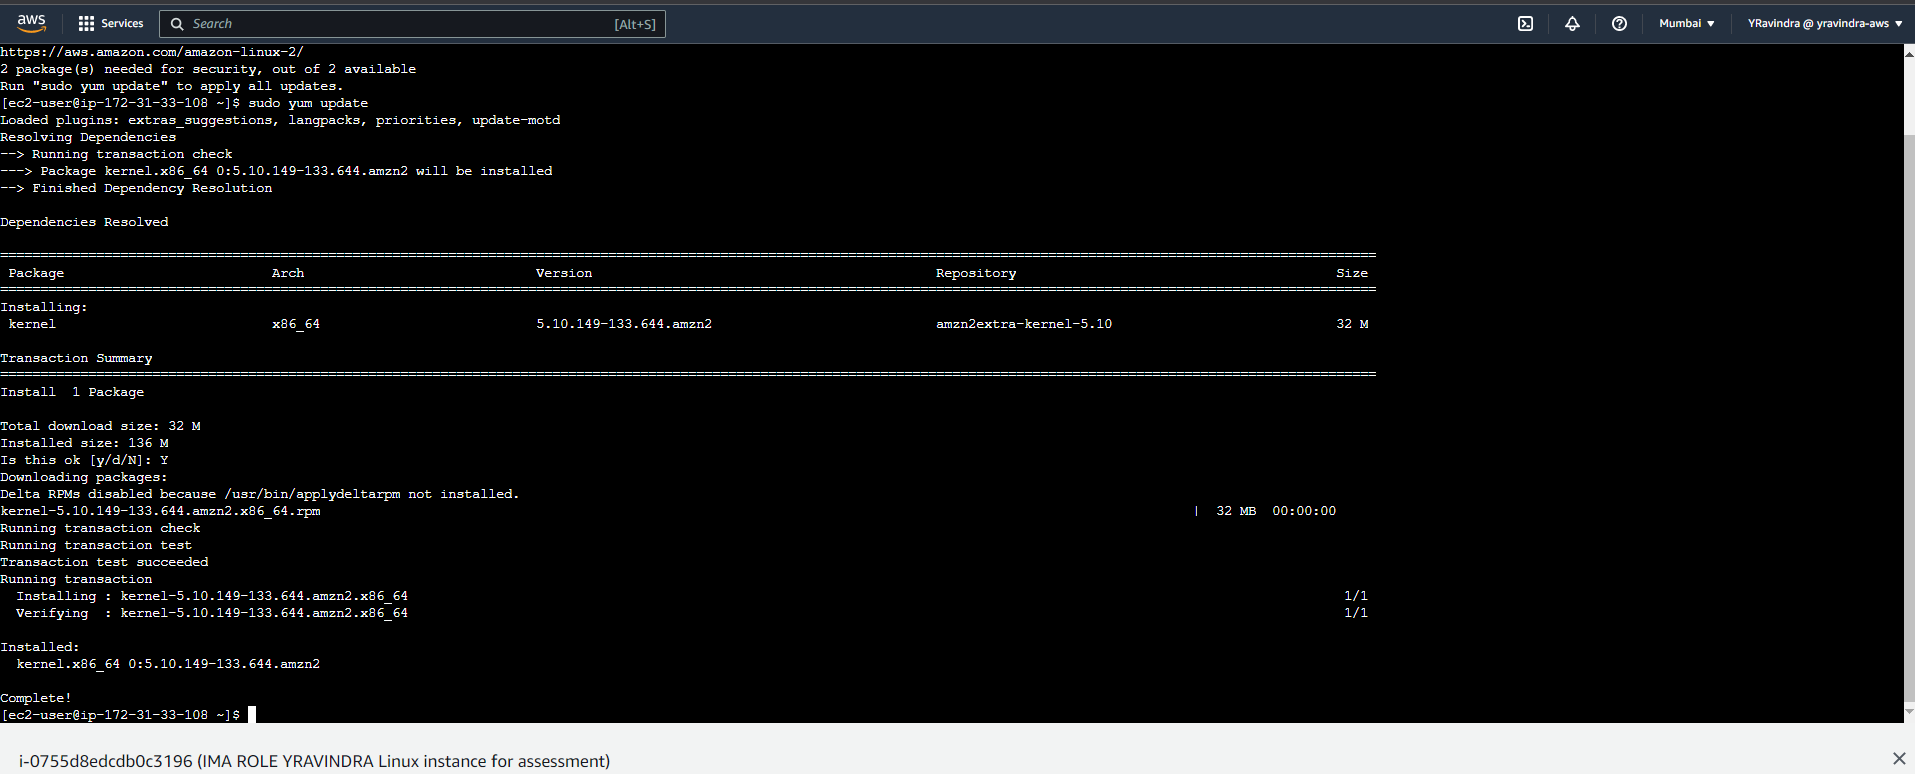 aws Services Search [Alt+S] Mumbai ▼ YRavindra @ yravindra-aws ▼
https://aws.amazon.com/amazon-linux-2/
2 package(s) needed for security, out of 2 available
Run "sudo yum update" to apply all updates.
[ec2-user@ip-172-31-33-108 ~]$ sudo yum update
Loaded plugins: extras_suggestions, langpacks, priorities, update-motd
Resolving Dependencies
--> Running transaction check
---> Package kernel.x86_64 0:5.10.149-133.644.amzn2 will be installed
--> Finished Dependency Resolution
Dependencies Resolved
Package Arch Version Repository Size
Installing:
kernel x86_64 5.10.149-133.644.amzn2 amzn2extra-kernel-5.10 32 M
Transaction Summary
Install 1 Package
Total download size: 32 M
Installed size: 136 M
Is this ok [y/d/N]: Y
Downloading packages:
Delta RPMs disabled because /usr/bin/applydeltarpm not installed.
kernel-5.10.149-133.644.amzn2.x86_64.rpm | 32 MB 00:00:00
Running transaction check
Running transaction test
Transaction test succeeded
Running transaction
Installing : kernel-5.10.149-133.644.amzn2.x86_64 1/1
Verifying : kernel-5.10.149-133.644.amzn2.x86_64 1/1
Installed:
kernel.x86_64 0:5.10.149-133.644.amzn2
Complete!
[ec2-user@ip-172-31-33-108 ~]$
i-0755d8edcdb0c3196 (IMA ROLE YRAVINDRA Linux instance for assessment)